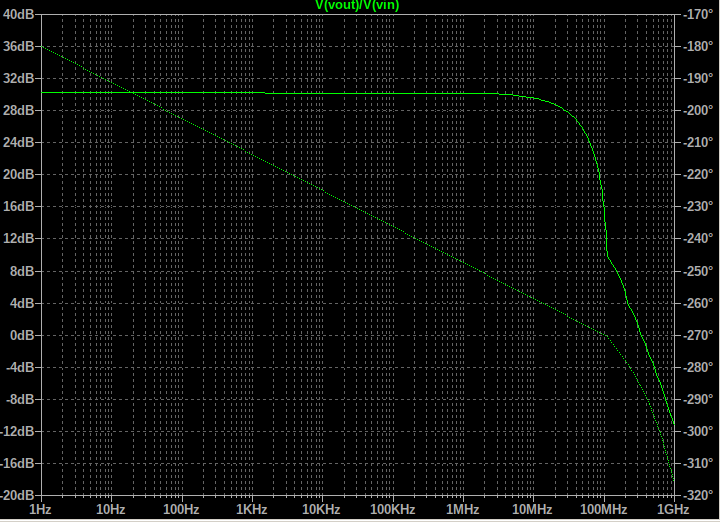 V(vout)/V(vin)
40dB -170°
36dB -180°
32dB -190°
28dB -200°
24dB -210°
20dB -220°
16dB -230°
12dB -240°
8dB -250°
4dB -260°
0dB -270°
-4dB -280°
-8dB -290°
-12dB -300°
-16dB -310°
-20dB -320°
1Hz 10Hz 100Hz 1KHz 10KHz 100KHz 1MHz 10MHz 100MHz 1GHz